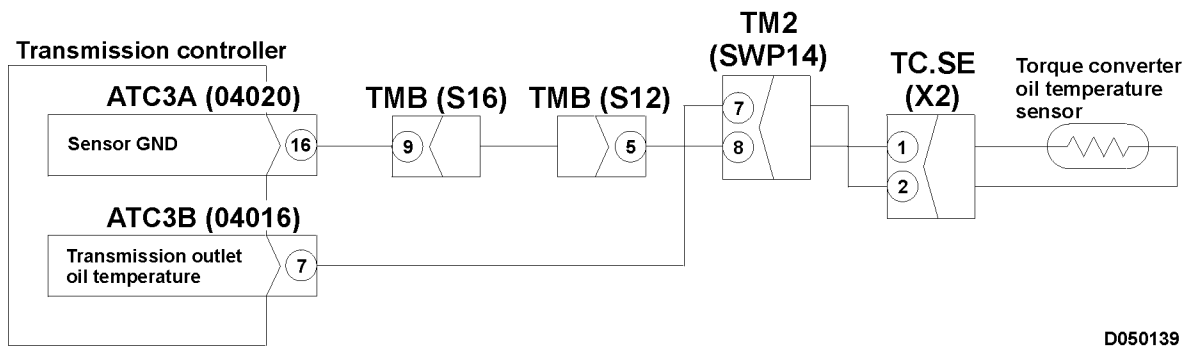 Transmission controller
ATC3A (04020)
Sensor GND
16
TMB (S16)
9
TMB (S12)
5
TM2
(SWP14)
7
8
TC.SE
(X2)
1
2
Torque converter
oil temperature
sensor
ATC3B (04016)
Transmission outlet
oil temperature
7
D050139